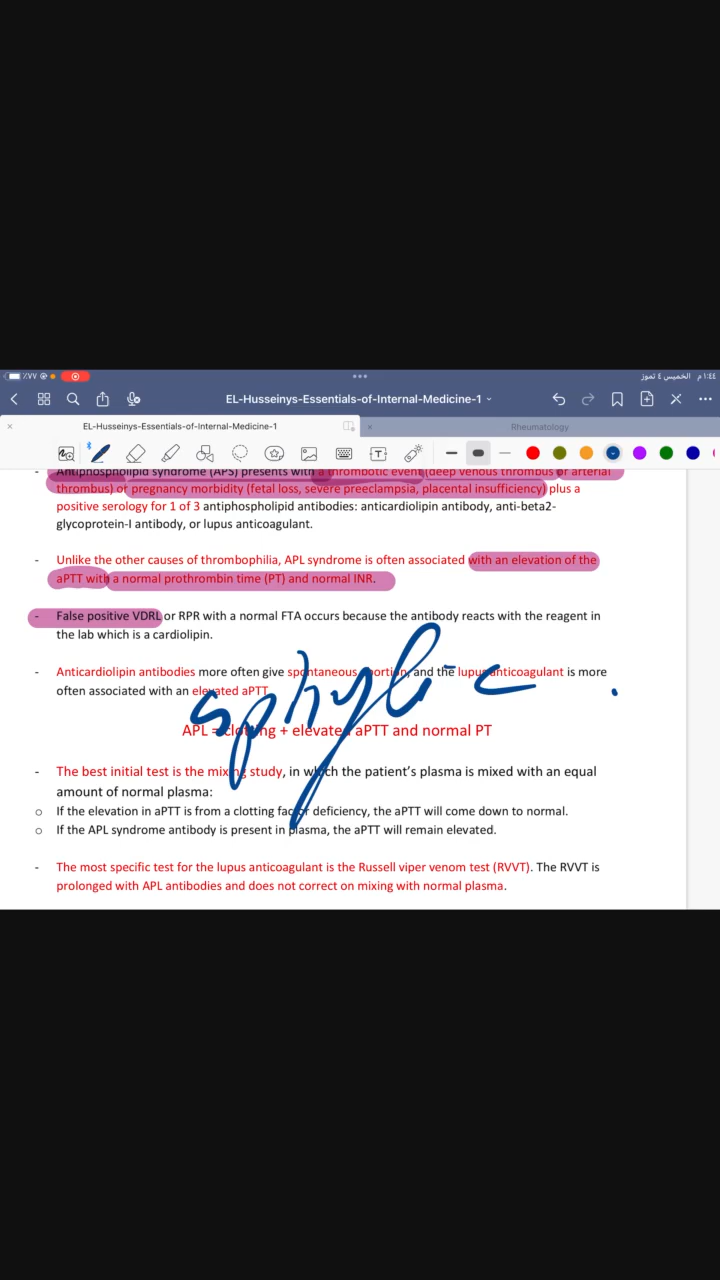 ٪٧٧
١:٤٤ م الخميس ٤ تموز
EL-Husseinys-Essentials-of-Internal-Medicine-1
EL-Husseinys-Essentials-of-Internal-Medicine-1
Rheumatology
- Antiphospholipid syndrome (APS) presents with a thrombotic event (deep venous thrombus or arterial
thrombus) or pregnancy morbidity (fetal loss, severe preeclampsia, placental insufficiency) plus a
positive serology for 1 of 3 antiphospholipid antibodies: anticardiolipin antibody, anti-beta2-
glycoprotein-I antibody, or lupus anticoagulant.
- Unlike the other causes of thrombophilia, APL syndrome is often associated with an elevation of the
aPTT with a normal prothrombin time (PT) and normal INR.
- False positive VDRL or RPR with a normal FTA occurs because the antibody reacts with the reagent in
the lab which is a cardiolipin.
- Anticardiolipin antibodies more often give spontaneous abortion, and the lupus anticoagulant is more
often associated with an elevated aPTT
sphylic
APL = clotting + elevated aPTT and normal PT
- The best initial test is the mixing study, in which the patient's plasma is mixed with an equal
amount of normal plasma:
o If the elevation in aPTT is from a clotting factor deficiency, the aPTT will come down to normal.
o If the APL syndrome antibody is present in plasma, the aPTT will remain elevated.
- The most specific test for the lupus anticoagulant is the Russell viper venom test (RVVT). The RVVT is
prolonged with APL antibodies and does not correct on mixing with normal plasma.